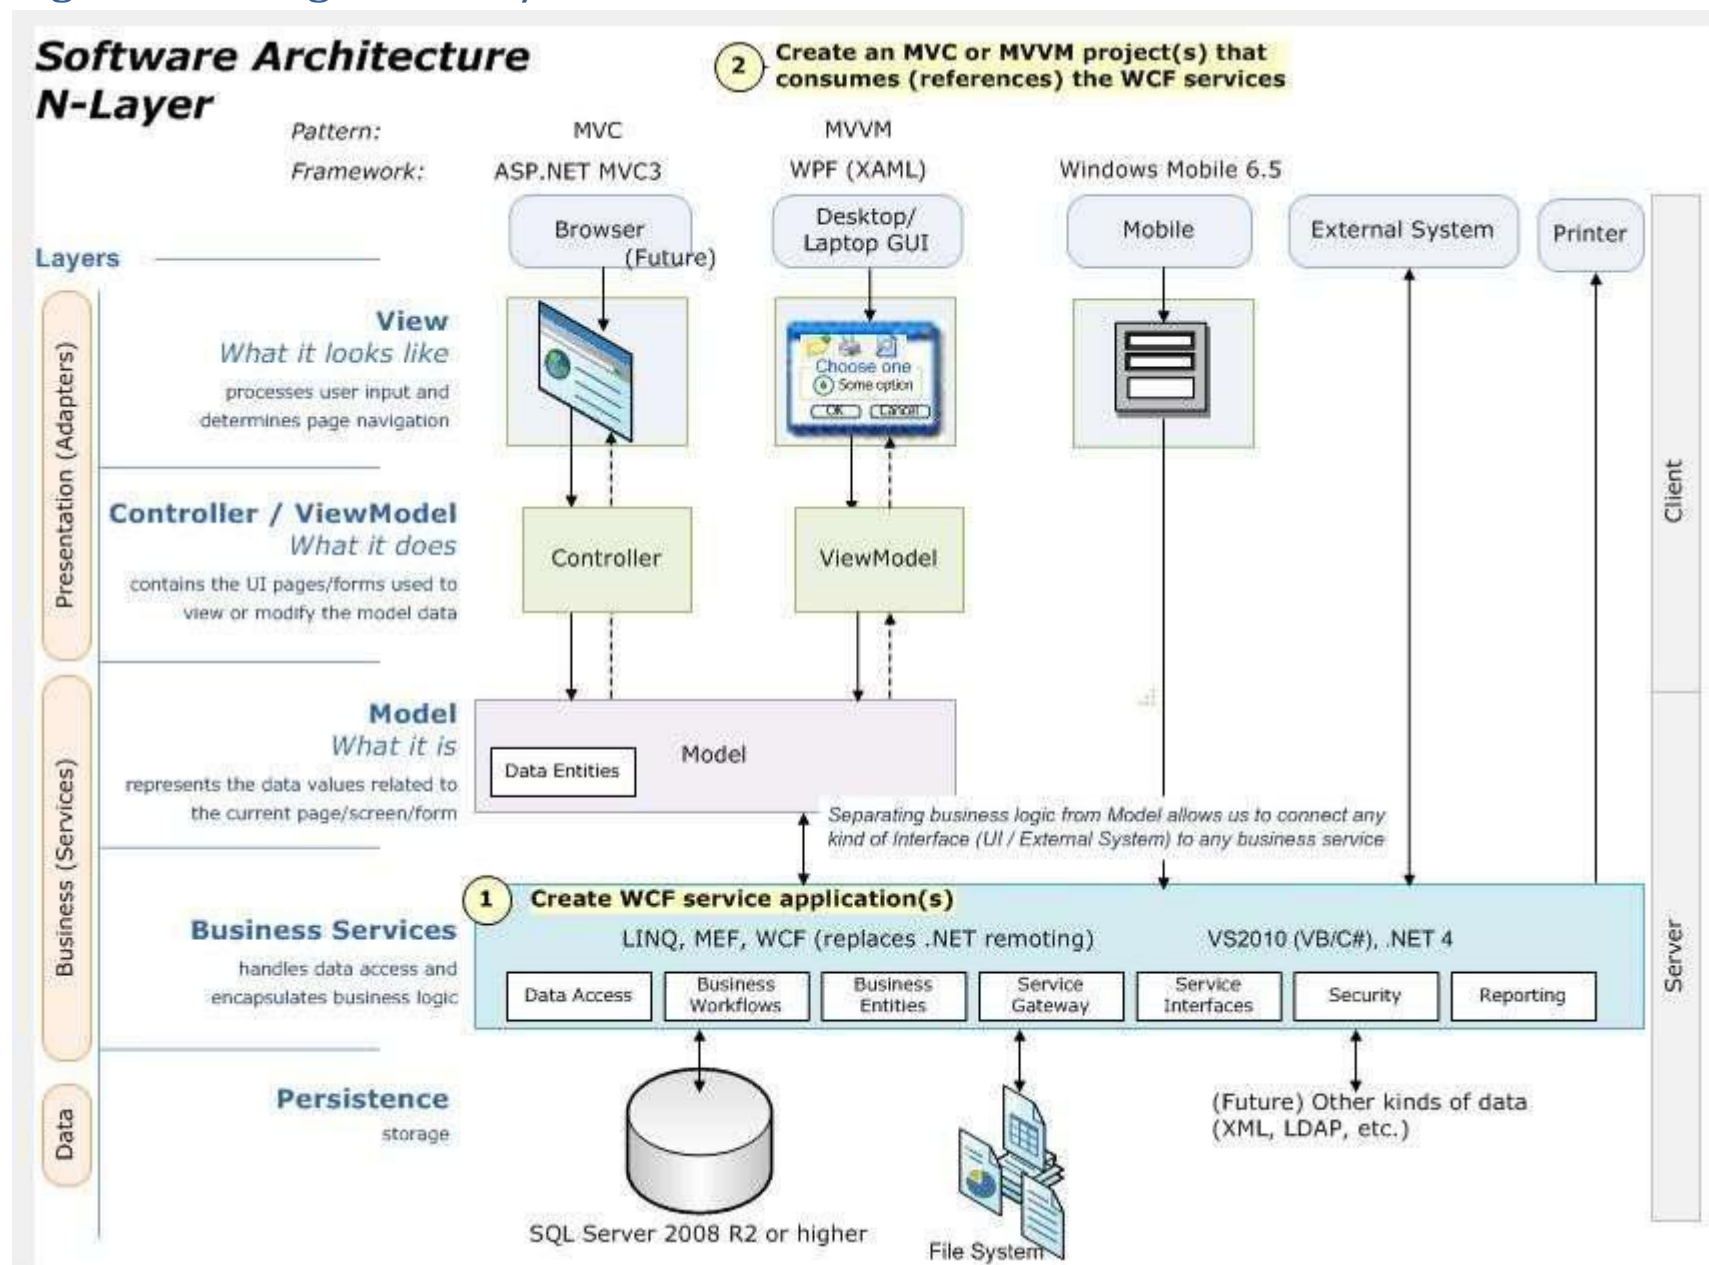 Software Architecture
N-Layer
2
Create an MVC or MVVM project(s) that
consumes (references) the WCF services
Pattern:
MVC
MVVM
Framework:
ASP.NET MVC3
WPF (XAML)
Windows Mobile 6.5
Browser
(Future)
Desktop/
Laptop GUI
Mobile
External System
Printer
Layers
Presentation (Adapters)
View
What it looks like
processes user input and
determines page navigation
Choose one
Some option
OK
Cancel
Client
Controller / ViewModel
What it does
contains the UI pages/forms used to
view or modify the model data
Controller
ViewModel
Business (Services)
Model
What it is
represents the data values related to
the current page/screen/form
Data Entities
Model
Separating business logic from Model allows us to connect any
kind of Interface (UI / External System) to any business service
Server
1
Create WCF service application(s)
Business Services
handles data access and
encapsulates business logic
LINQ, MEF, WCF (replaces .NET remoting)
VS2010 (VB/C#), .NET 4
Data Access
Business
Workflows
Business
Entities
Service
Gateway
Service
Interfaces
Security
Reporting
Data
Persistence
storage
(Future) Other kinds of data
(XML, LDAP, etc.)
SQL Server 2008 R2 or higher
File System